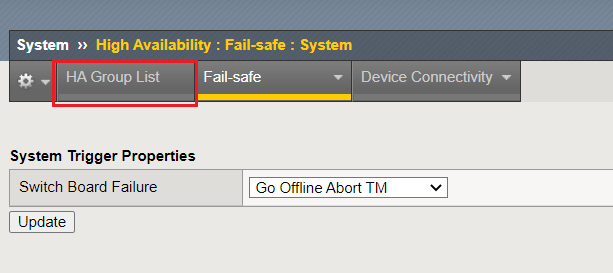 System ›› High Availability : Fail-safe : System
HA Group List Fail-safe Device Connectivity
System Trigger Properties
Switch Board Failure Go Offline Abort TM
Update